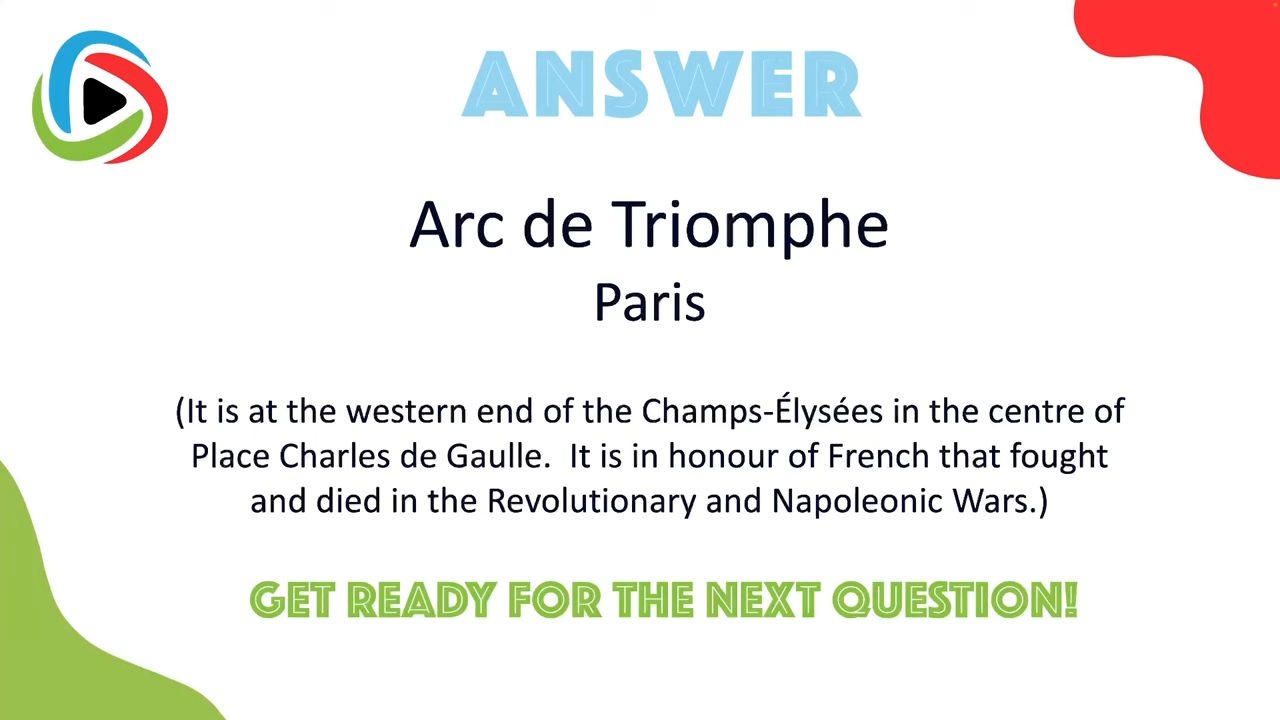 ANSWER
Arc de Triomphe
Paris
(It is at the western end of the Champs-Élysées in the centre of
Place Charles de Gaulle.  It is in honour of French that fought
and died in the Revolutionary and Napoleonic Wars.)
GET READY FOR THE NEXT QUESTION!